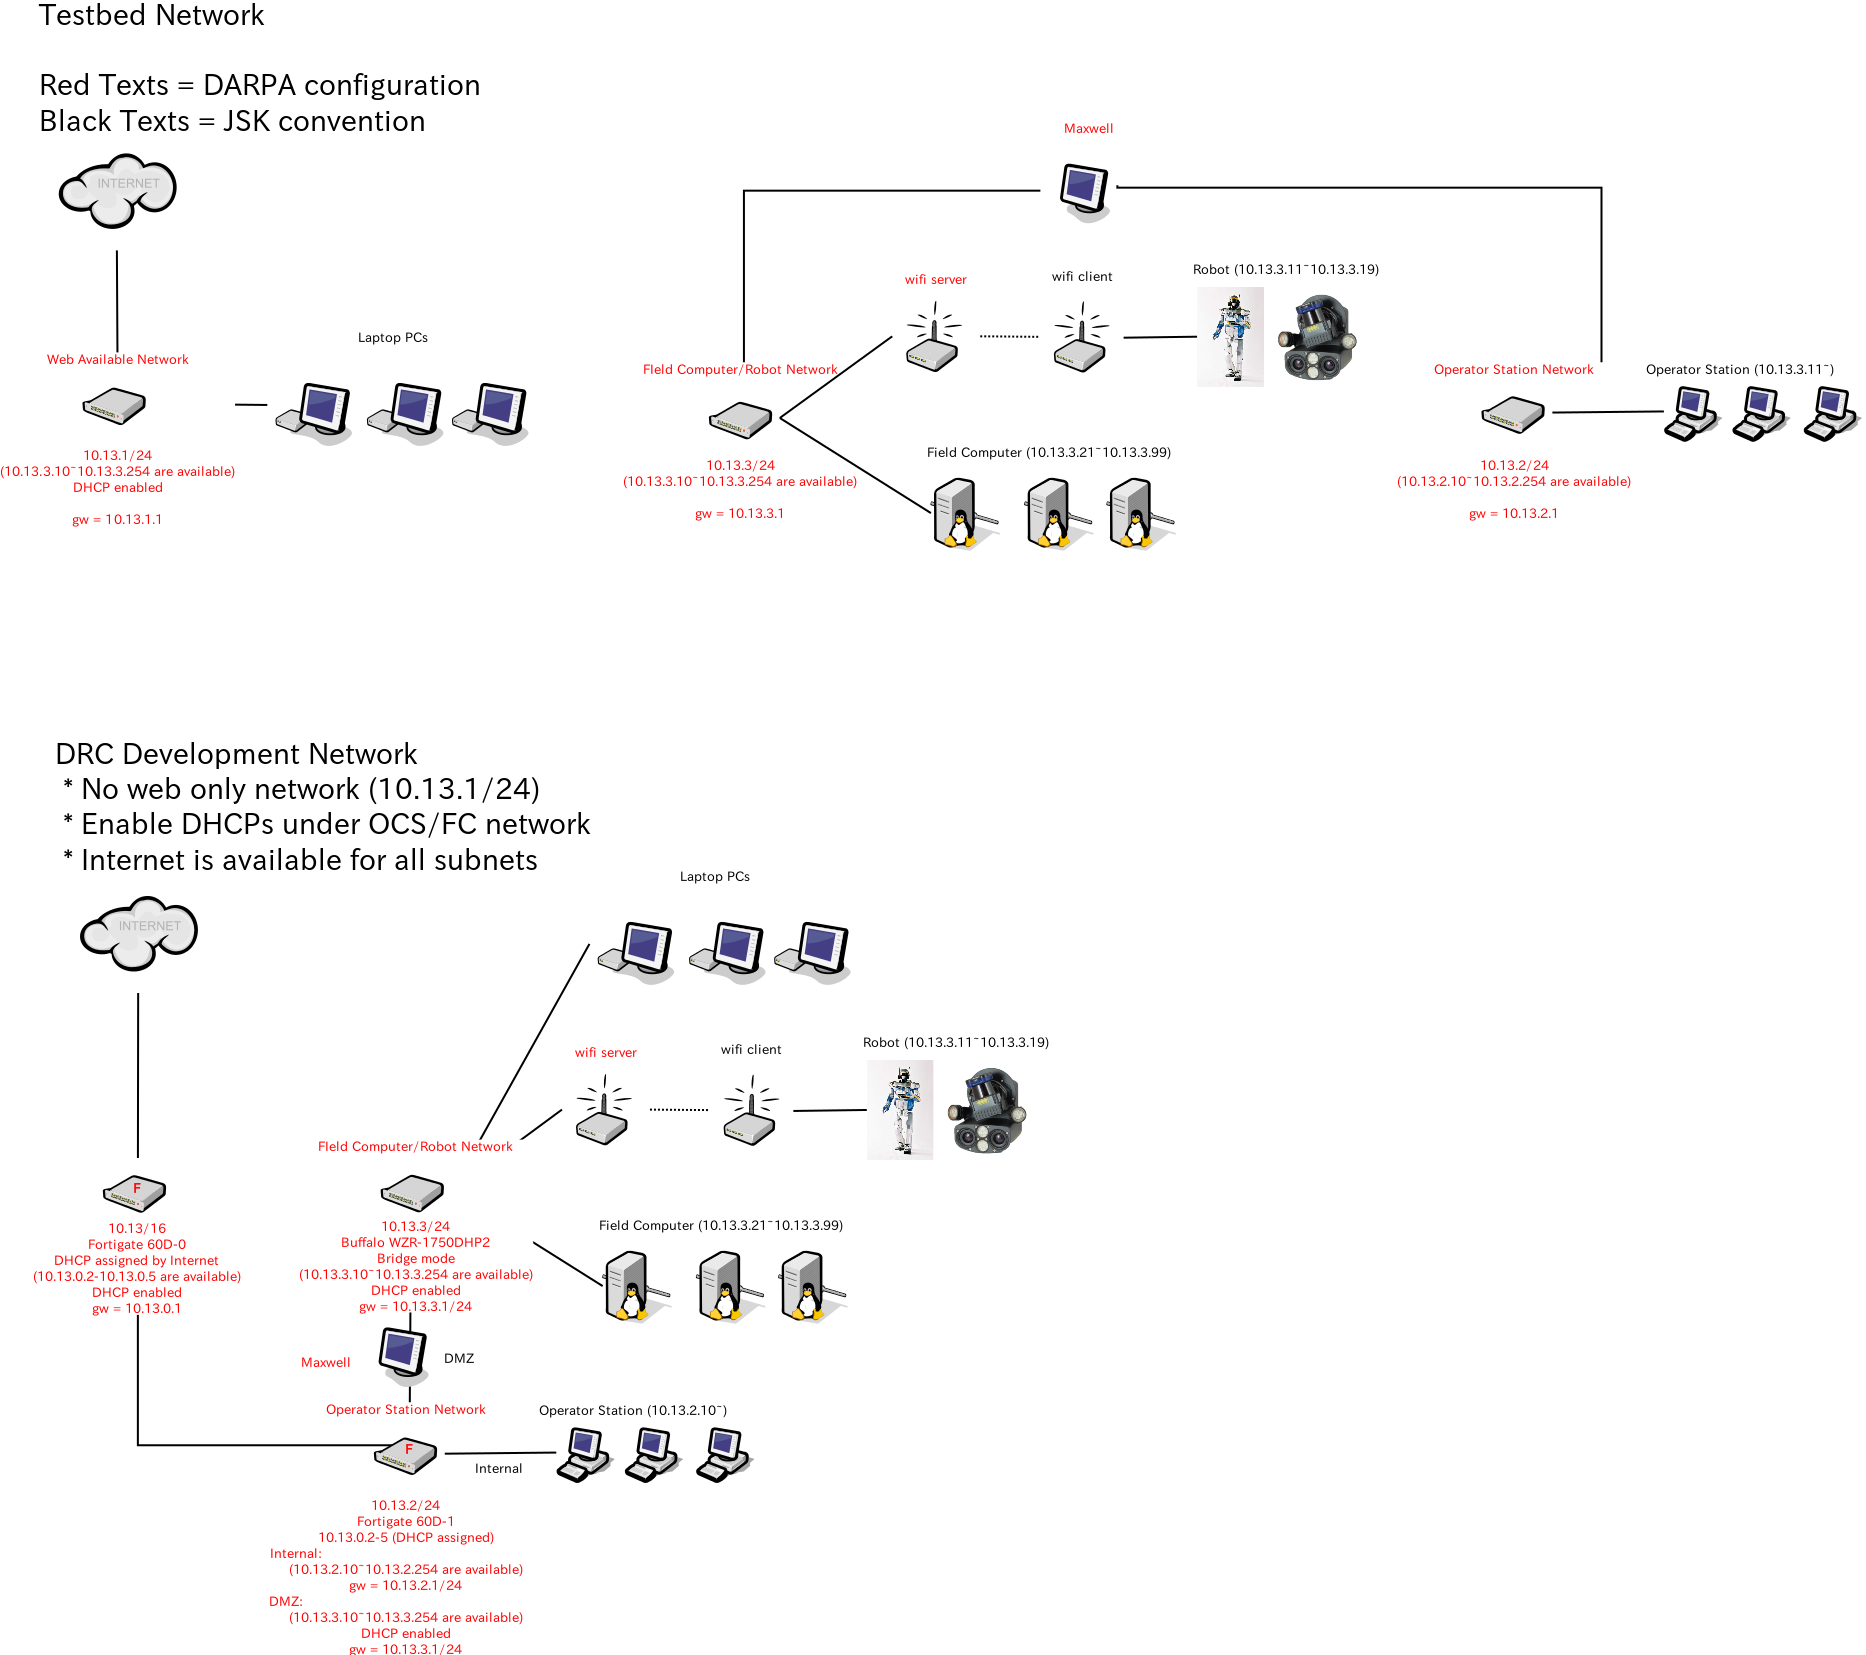 Testbed Network
Red Texts = DARPA configuration
Black Texts = JSK convention
INTERNET
Web Available Network
Laptop PCs
10.13.1/24
(10.13.3.10~10.13.3.254 are available)
DHCP enabled
gw = 10.13.1.1
Maxwell
wifi server
wifi client
Robot (10.13.3.11~10.13.3.19)
FIeld Computer/Robot Network
10.13.3/24
(10.13.3.10~10.13.3.254 are available)
gw = 10.13.3.1
Field Computer (10.13.3.21~10.13.3.99)
Operator Station Network
Operator Station (10.13.3.11~)
10.13.2/24
(10.13.2.10~10.13.2.254 are available)
gw = 10.13.2.1
DRC Development Network
* No web only network (10.13.1/24)
* Enable DHCPs under OCS/FC network
* Internet is available for all subnets
INTERNET
Laptop PCs
wifi server
wifi client
Robot (10.13.3.11~10.13.3.19)
FIeld Computer/Robot Network
F
10.13/16
Fortigate 60D-0
DHCP assigned by Internet
(10.13.0.2-10.13.0.5 are available)
DHCP enabled
gw = 10.13.0.1
10.13.3/24
Buffalo WZR-1750DHP2
Bridge mode
(10.13.3.10~10.13.3.254 are available)
DHCP enabled
gw = 10.13.3.1/24
Field Computer (10.13.3.21~10.13.3.99)
Maxwell
DMZ
Operator Station Network
Operator Station (10.13.2.10~)
F
Internal
10.13.2/24
Fortigate 60D-1
10.13.0.2-5 (DHCP assigned)
Internal:
(10.13.2.10~10.13.2.254 are available)
gw = 10.13.2.1/24
DMZ:
(10.13.3.10~10.13.3.254 are available)
DHCP enabled
gw = 10.13.3.1/24